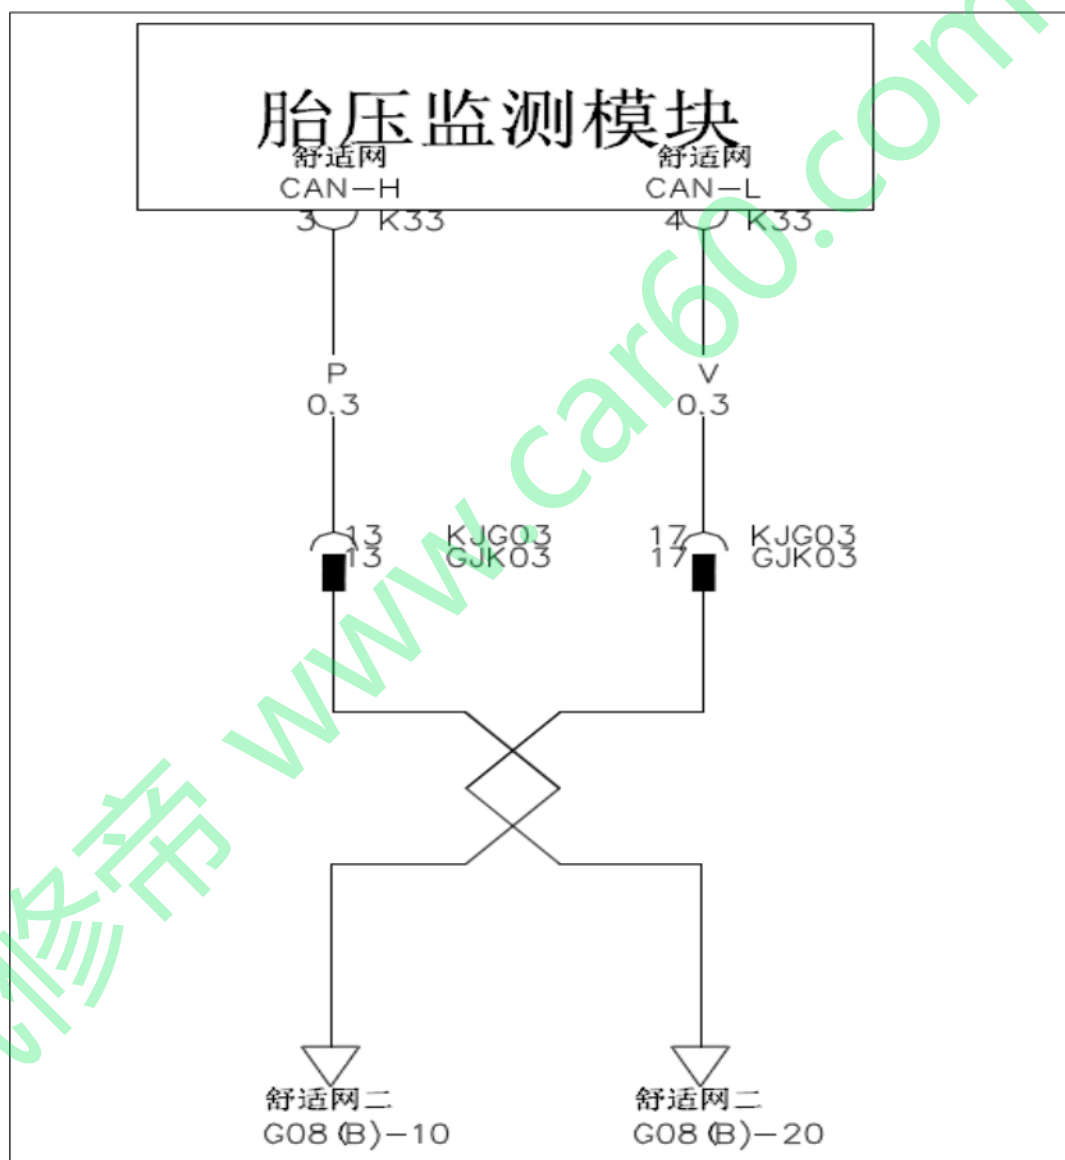 胎压监测模块
舒适网 舒适网
CAN-H CAN-L
3 K33 4 K33
P V
0.3 0.3
13 KJG03 17 KJG03
13 GJK03 17 GJK03
修帝 www.car60.com
舒适网二 舒适网二
G08(B)-10 G08(B)-20